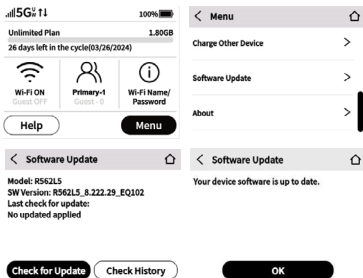 5G 100%
Unlimited Plan 1.80GB
26 days left in the cycle(03/26/2024)
Wi-Fi ON Primary-1 Wi-Fi Name/
Guest OFF Guest - 0 Password
Help Menu
Menu
Charge Other Device
Software Update
About
Software Update
Model: R562L5
SW Version: R562L5_8.222.29_EQ102
Last check for update:
No updated applied
Check for Update Check History
Software Update
Your device software is up to date.
OK